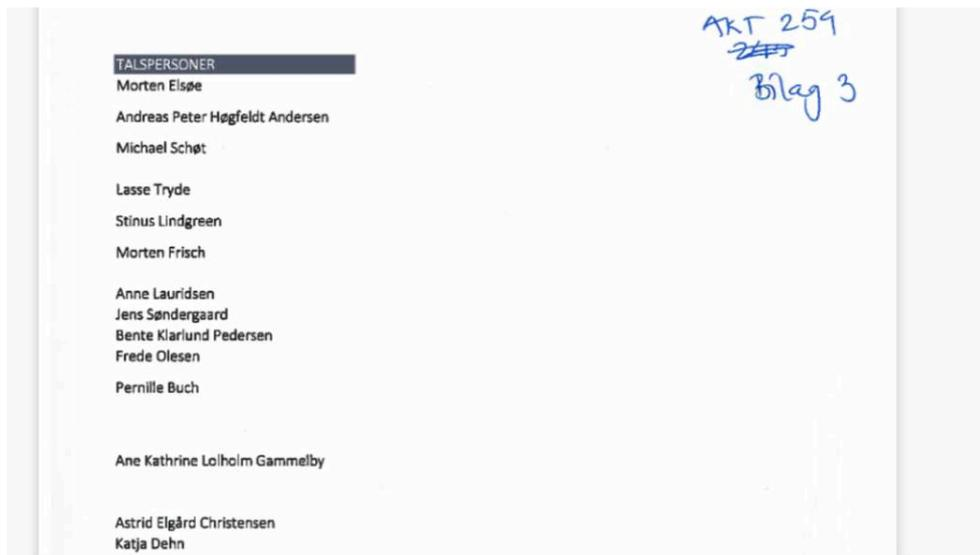 AKT 259
Bilag 3
TALSPERSONER
Morten Elsøe
Andreas Peter Høgfeldt Andersen
Michael Schøt
Lasse Tryde
Stinus Lindgreen
Morten Frisch
Anne Lauridsen
Jens Søndergaard
Bente Klarlund Pedersen
Frede Olesen
Pernille Buch
Ane Kathrine Lolholm Gammelby
Astrid Elgård Christensen
Katja Dehn